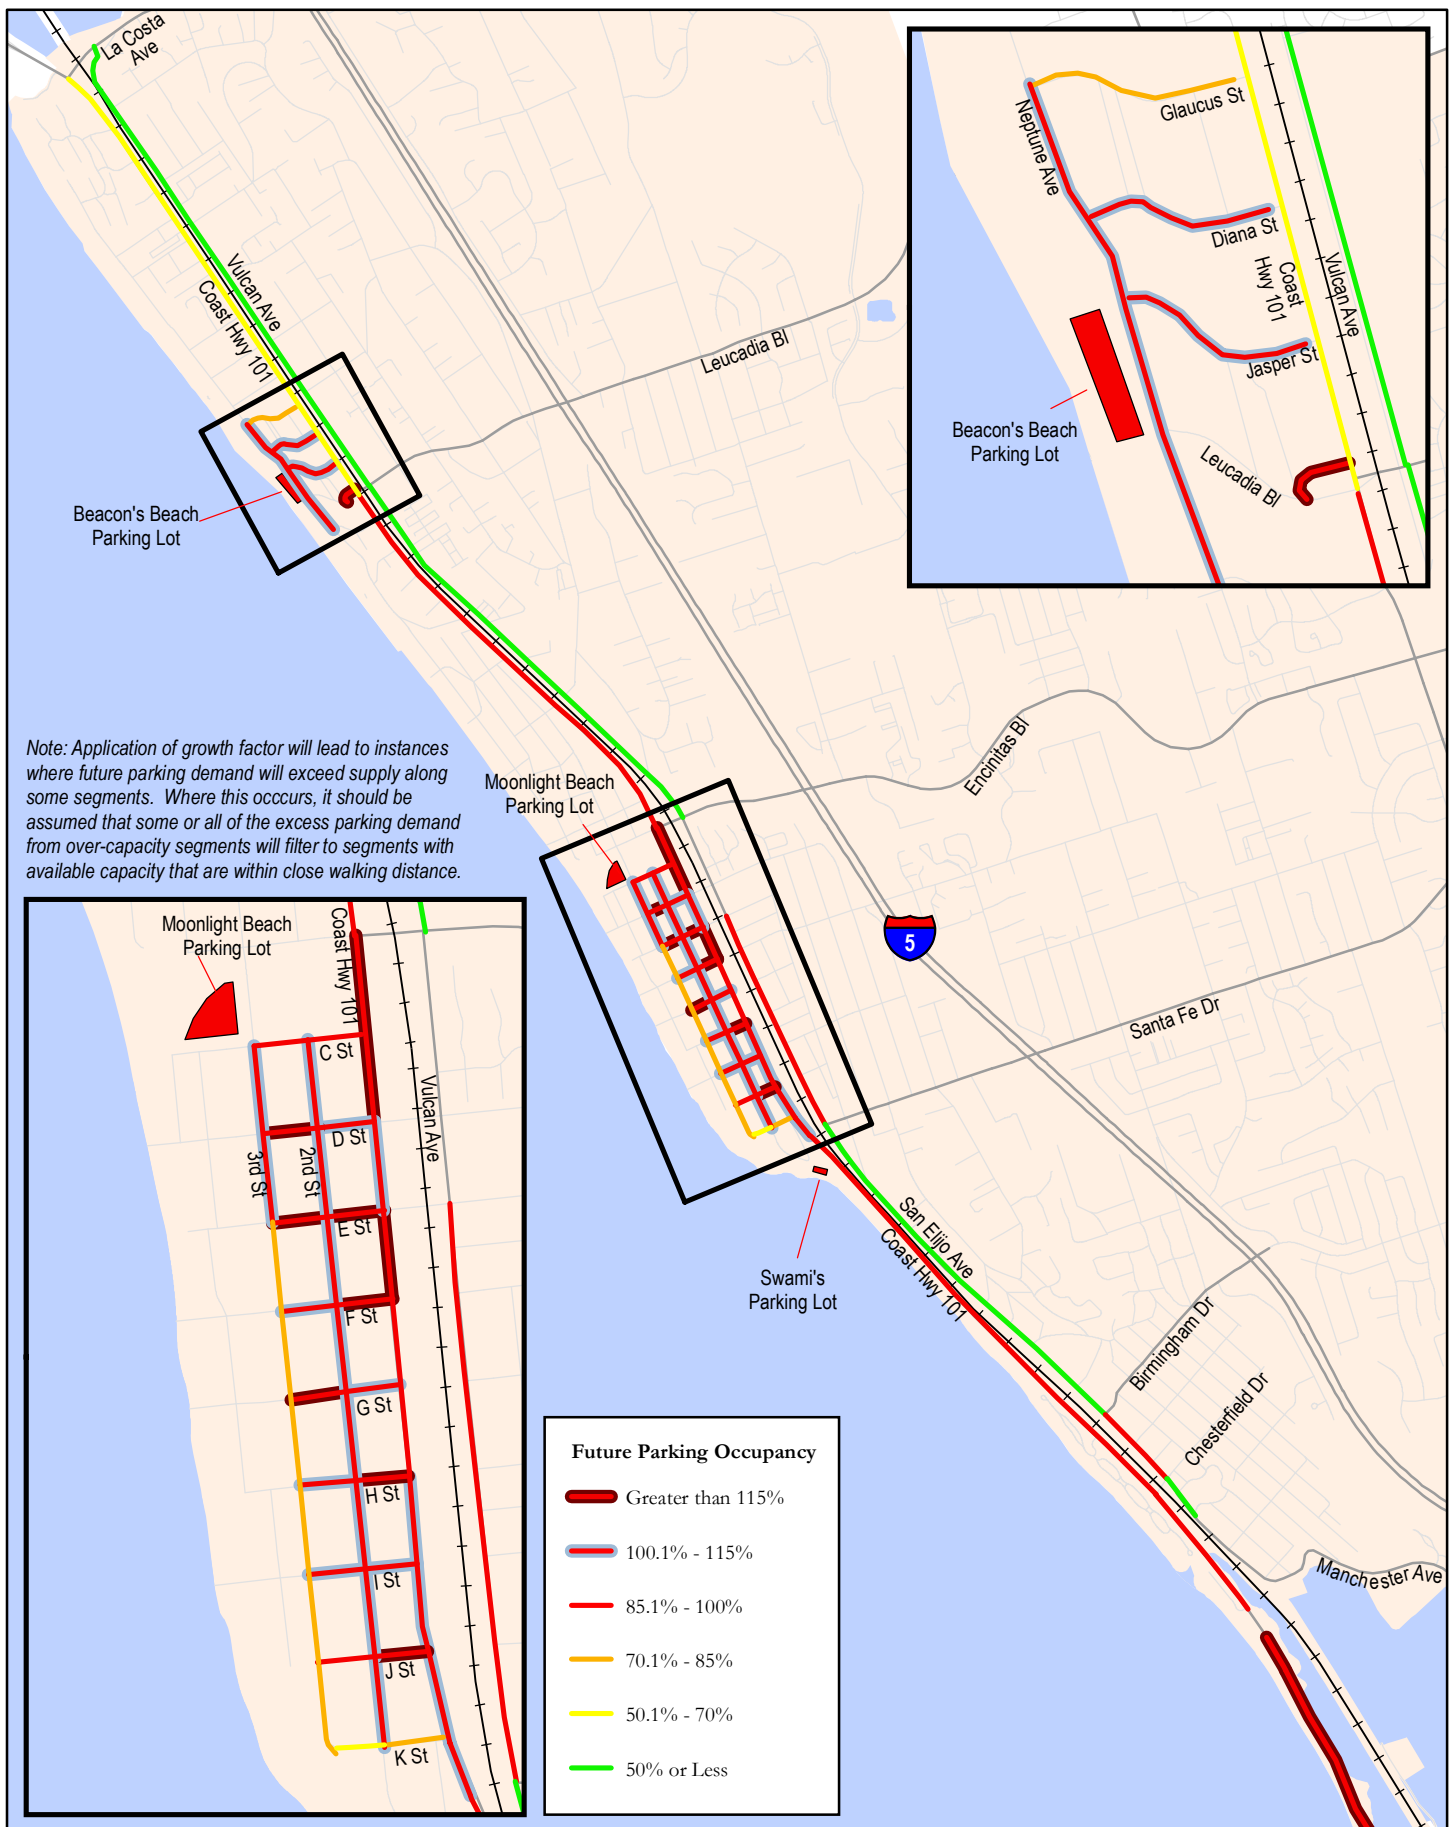 La Costa
Ave
Vulcan Ave
Coast Hwy 101
Leucadia Bl
Beacon's Beach
Parking Lot
Neptune Ave
Glaucus St
Diana St
Coast
Hwy 101
Vulcan Ave
Jasper St
Beacon's Beach
Parking Lot
Leucadia Bl
Note: Application of growth factor will lead to instances
where future parking demand will exceed supply along
some segments. Where this occcurs, it should be
assumed that some or all of the excess parking demand
from over-capacity segments will filter to segments with
available capacity that are within close walking distance.
Moonlight Beach
Parking Lot
Encinitas Bl
5
Santa Fe Dr
San Elijo Ave
Coast Hwy 101
Swami's
Parking Lot
Birmingham Dr
Chesterfield Dr
Manchester Ave
Moonlight Beach
Parking Lot
Coast Hwy 101
C St
Vulcan Ave
D St
3rd St
2nd St
E St
F St
G St
H St
I St
J St
K St
Future Parking Occupancy
Greater than 115%
100.1% - 115%
85.1% - 100%
70.1% - 85%
50.1% - 70%
50% or Less